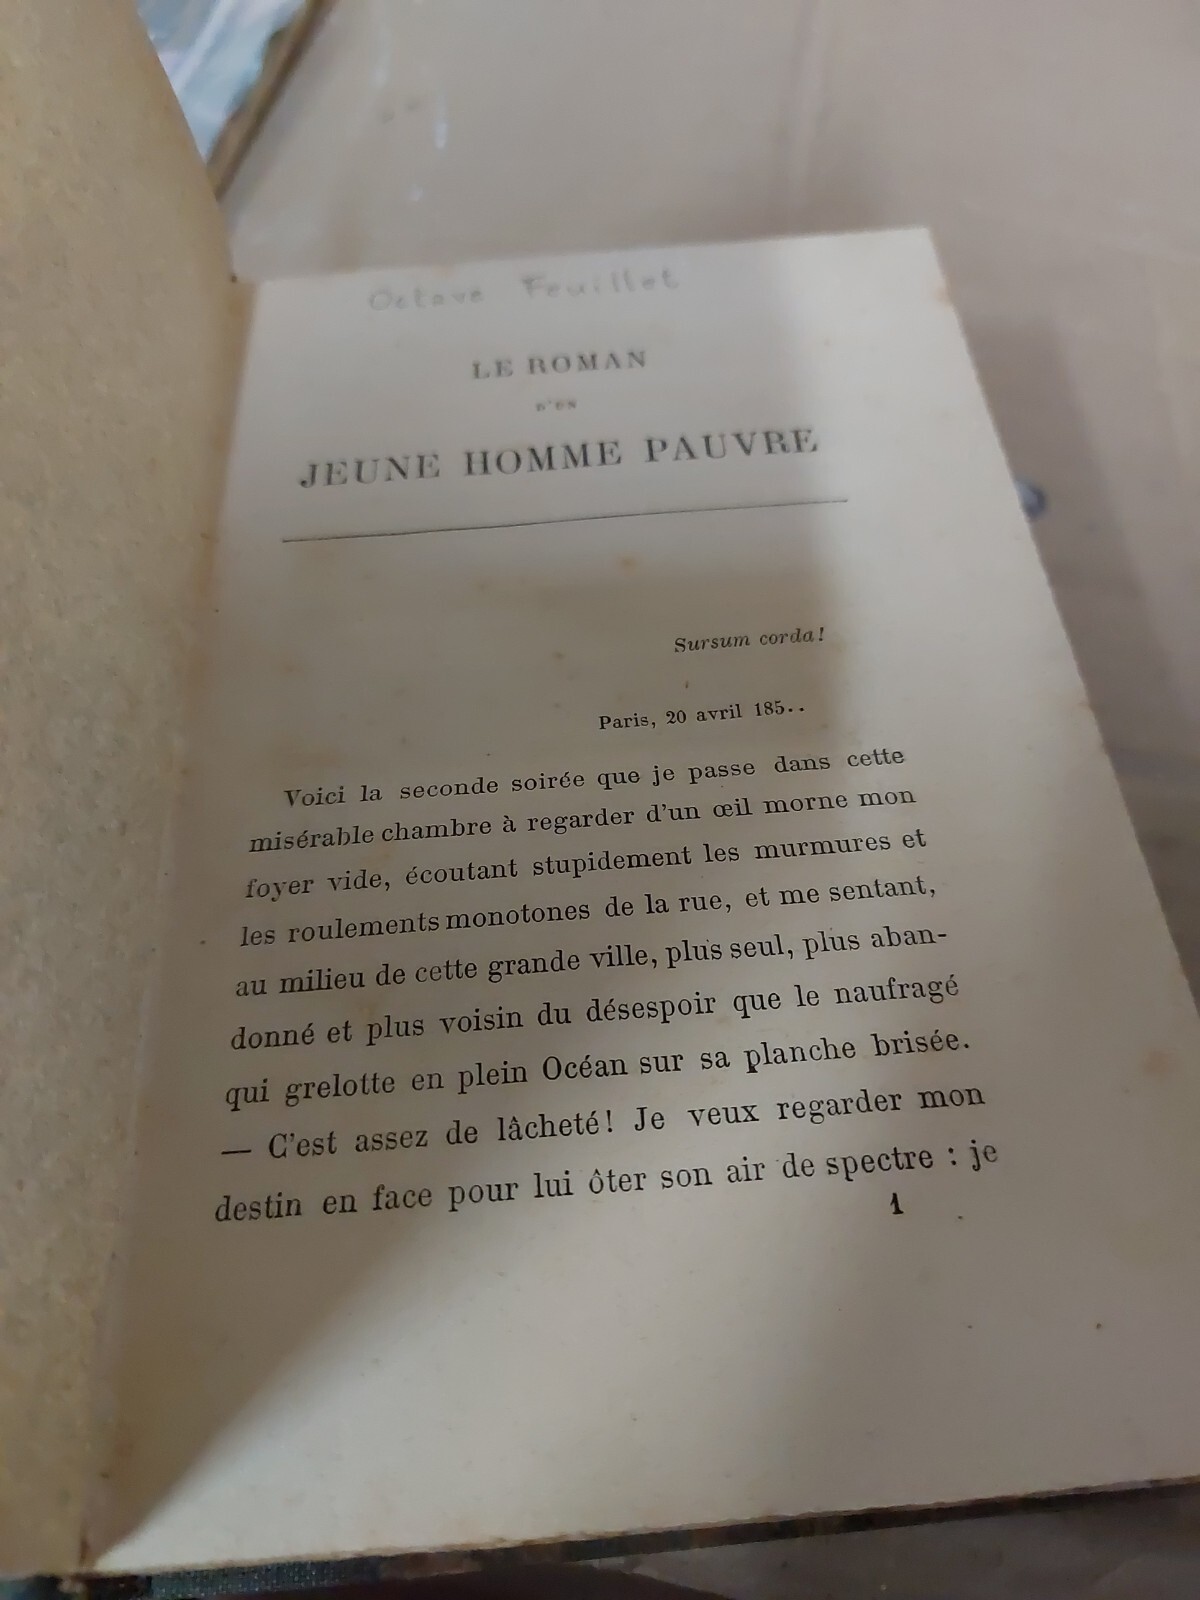 Octave Feuillet
LE ROMAN
D'UN
JEUNE HOMME PAUVRE
Sursum corda!
Paris, 20 avril 185..
Voici la seconde soirée que je passe dans cette
misérable chambre à regarder d'un œil morne mon
foyer vide, écoutant stupidement les murmures et
les roulements monotones de la rue, et me sentant,
au milieu de cette grande ville, plus seul, plus aban-
donné et plus voisin du désespoir que le naufragé
qui grelotte en plein Océan sur sa planche brisée.
— C'est assez de lâcheté! Je veux regarder mon
destin en face pour lui ôter son air de spectre : je
1